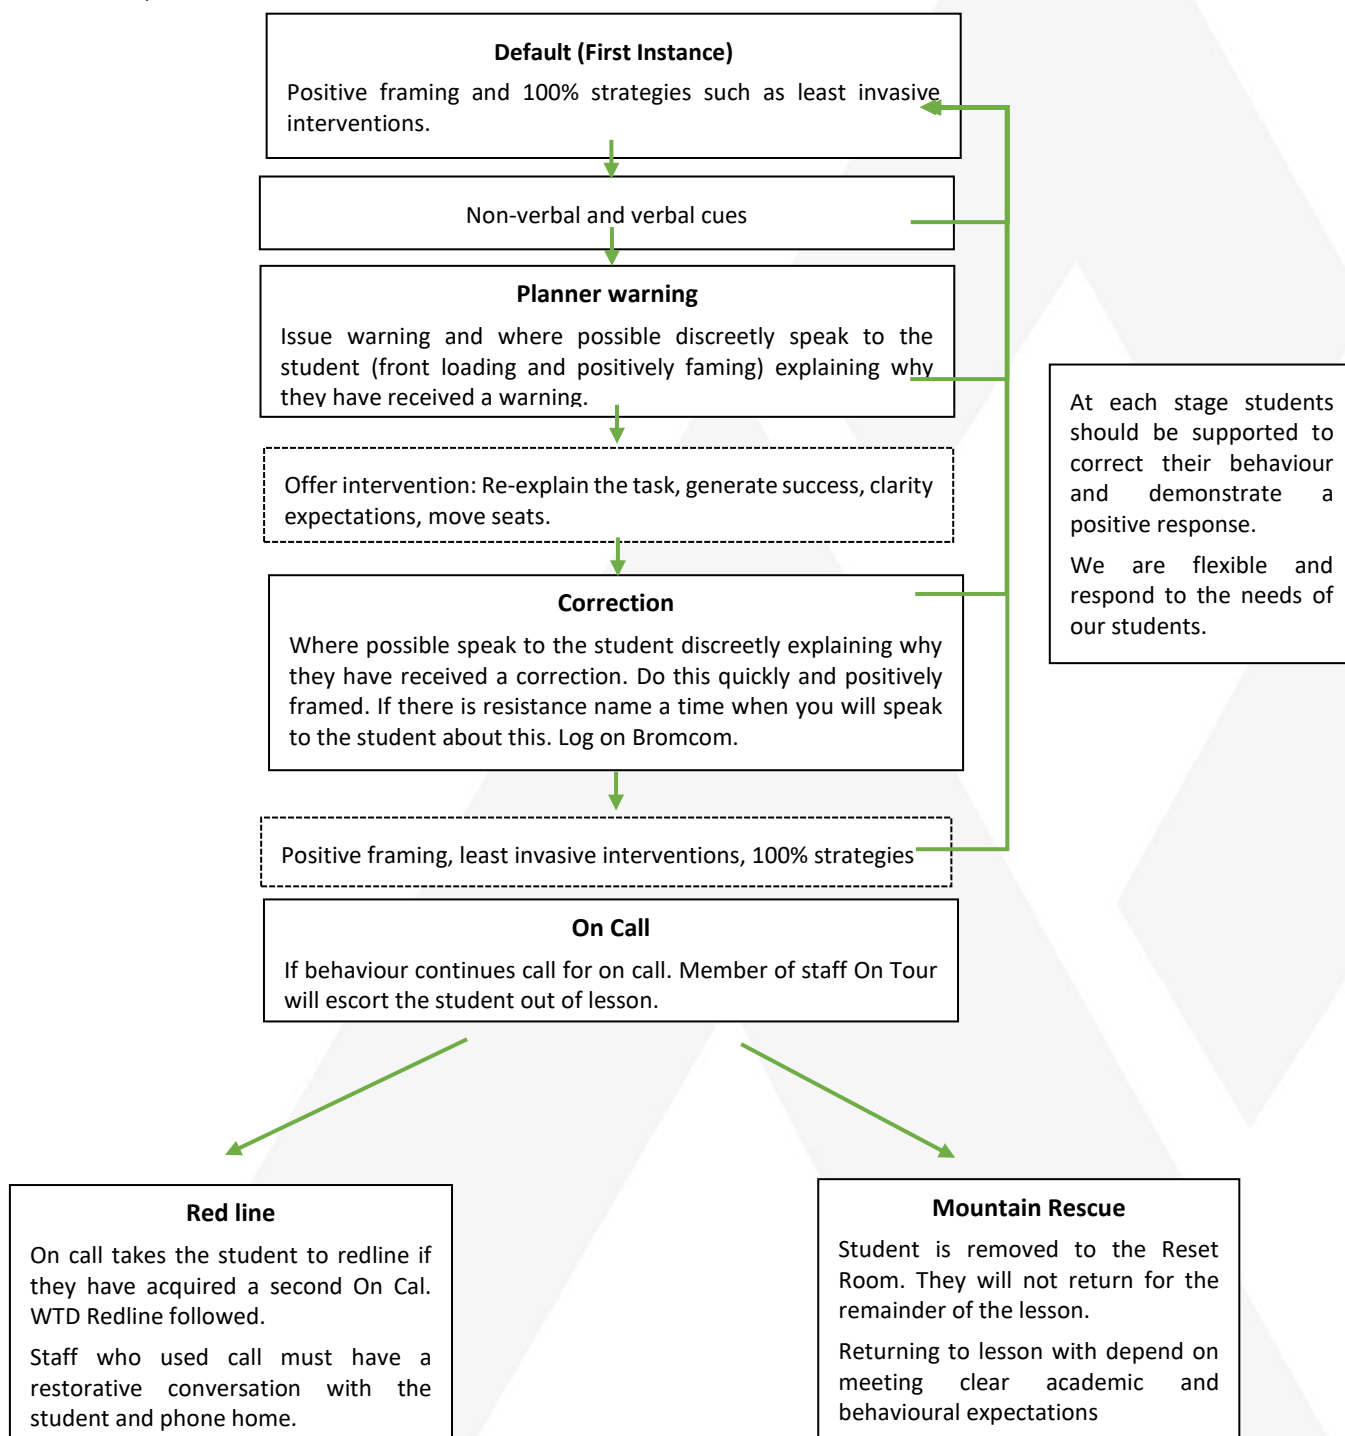 Default (First Instance)
Positive framing and 100% strategies such as least invasive
interventions.
Non-verbal and verbal cues
Planner warning
Issue warning and where possible discreetly speak to the
student (front loading and positively faming) explaining why
they have received a warning.
Offer intervention: Re-explain the task, generate success, clarity
expectations, move seats.
Correction
Where possible speak to the student discreetly explaining why
they have received a correction. Do this quickly and positively
framed. If there is resistance name a time when you will speak
to the student about this. Log on Bromcom.
Positive framing, least invasive interventions, 100% strategies
On Call
If behaviour continues call for on call. Member of staff On Tour
will escort the student out of lesson.
At each stage students
should be supported to
correct their behaviour
and demonstrate a
positive response.
We are flexible and
respond to the needs of
our students.
Red line
On call takes the student to redline if
they have acquired a second On Cal.
WTD Redline followed.
Staff who used call must have a
restorative conversation with the
student and phone home.
Mountain Rescue
Student is removed to the Reset
Room. They will not return for the
remainder of the lesson.
Returning to lesson with depend on
meeting clear academic and
behavioural expectations